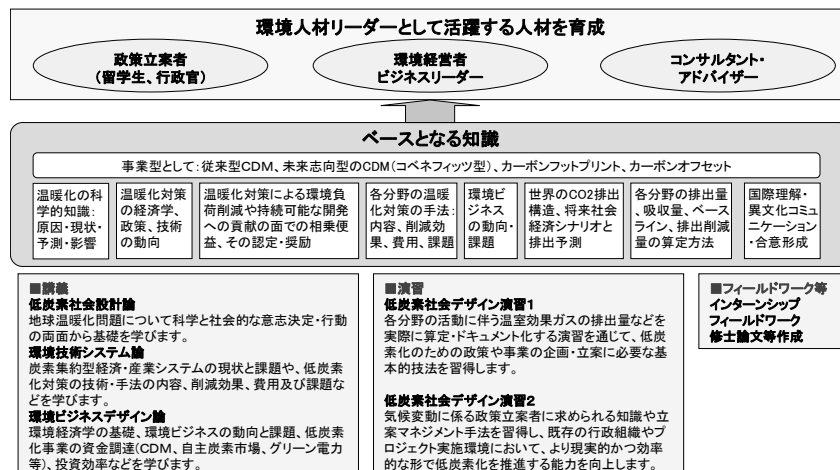 環境人材リーダーとして活躍する人材を育成
政策立案者
(留学生、行政官)
環境経営者
ビジネスリーダー
コンサルタント・
アドバイザー
ベースとなる知識
事業型として:従来型CDM、未来志向型のCDM(コベネフィッツ型)、カーボンフットプリント、カーボンオフセット
温暖化の科
学的知識:
原因・現状・
予測・影響
温暖化対策
の経済学、
政策、技術
の動向
温暖化対策による環境負
荷削減や持続可能な開発
への貢献の面での相乗便
益、その認定・奨励
各分野の温暖
化対策の手法:
内容、削減効
果、費用、課題
環境ビ
ジネス
の動向・
課題
世界のCO2排出
構造、将来社会
経済シナリオと
排出予測
各分野の排出量
、吸収量、ベース
ライン、排出削減
量の算定方法
国際理解・
異文化コミュ
ニケーション
・合意形成
■講義
低炭素社会設計論
地球温暖化問題について科学と社会的な意志決定・行動
の両面から基礎を学びます。
環境技術システム論
炭素集約型経済・産業システムの現状と課題や、低炭素
化対策の技術・手法の内容、削減効果、費用及び課題な
どを学びます。
環境ビジネスデザイン論
環境経済学の基礎、環境ビジネスの動向と課題、低炭素
化事業の資金調達(CDM、自主炭素市場、グリーン電力
等)、投資効率などを学びます。
■演習
低炭素社会デザイン演習1
各分野の活動に伴う温室効果ガスの排出量などを
実際に算定・ドキュメント化する演習を通じて、低炭
素化のための政策や事業の企画・立案に必要な基
本的技法を習得します。
低炭素社会デザイン演習2
気候変動に係る政策立案者に求められる知識や立
案マネジメント手法を習得し、既存の行政組織やプ
ロジェクト実施環境において、より現実的かつ効率
的な形で低炭素化を推進する能力を向上します。
■フィールドワーク等
インターンシップ
フィールドワーク
修士論文等作成